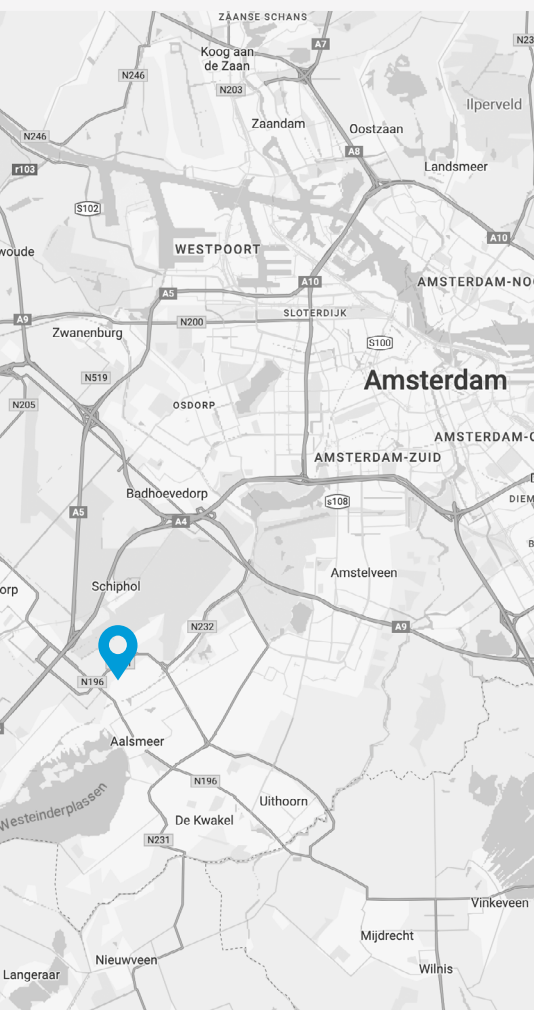 ZAANSE SCHANS
Koog aan
de Zaan
A7
N23
N246
N203
Ilperveld
Zaandam
Oostzaan
N246
A8
Landsmeer
r103
S102
A10
woude
WESTPOORT
A10
AMSTERDAM-NOO
A5
SLOTERDIJK
A9
N200
Zwanenburg
S100
N519
Amsterdam
N205
OSDORP
AMSTERDAM-O
AMSTERDAM-ZUID
D
Badhoevedorp
s108
DIEM
A5
A4
B
Amstelveen
Schiphol
orp
N232
A9
N196
Aalsmeer
N196
Westeinderplassen
Uithoorn
De Kwakel
N231
Vinkeveen
Mijdrecht
Nieuwveen
Wilnis
Langeraar